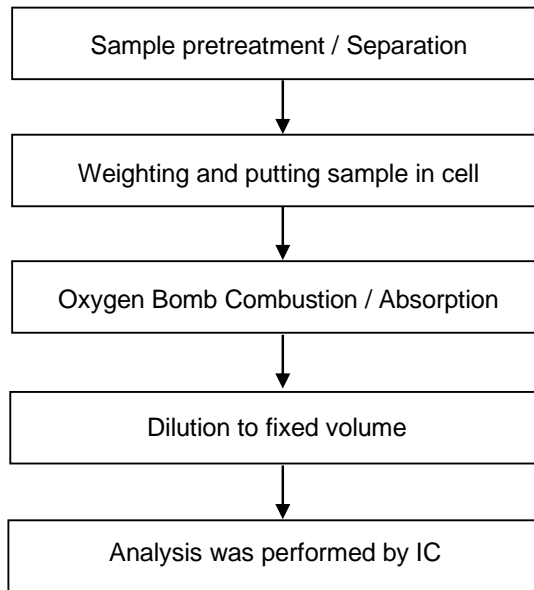 Sample pretreatment / Separation
Weighting and putting sample in cell
Oxygen Bomb Combustion / Absorption
Dilution to fixed volume
Analysis was performed by IC